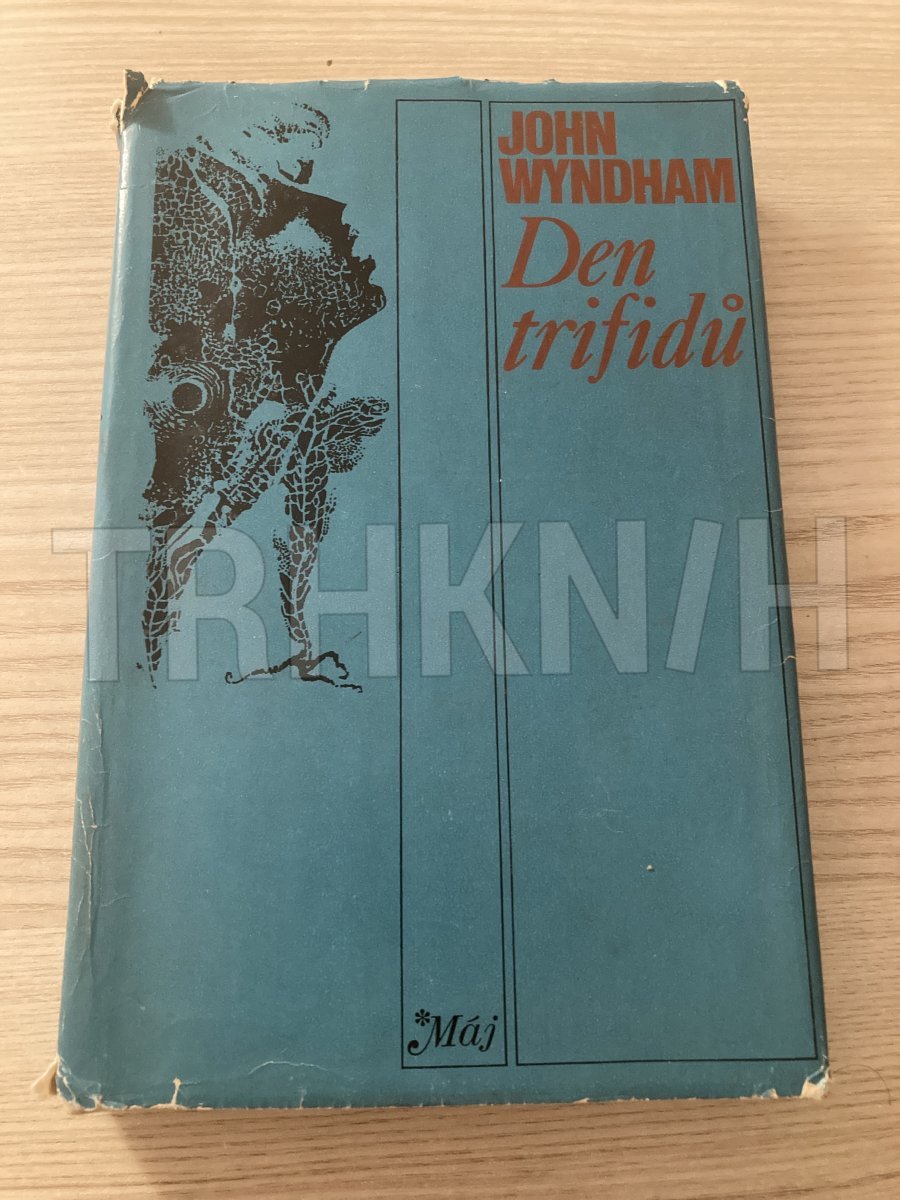 JOHN
WYNDHAM
Den
trifidů
TRHKNIH
*Máj